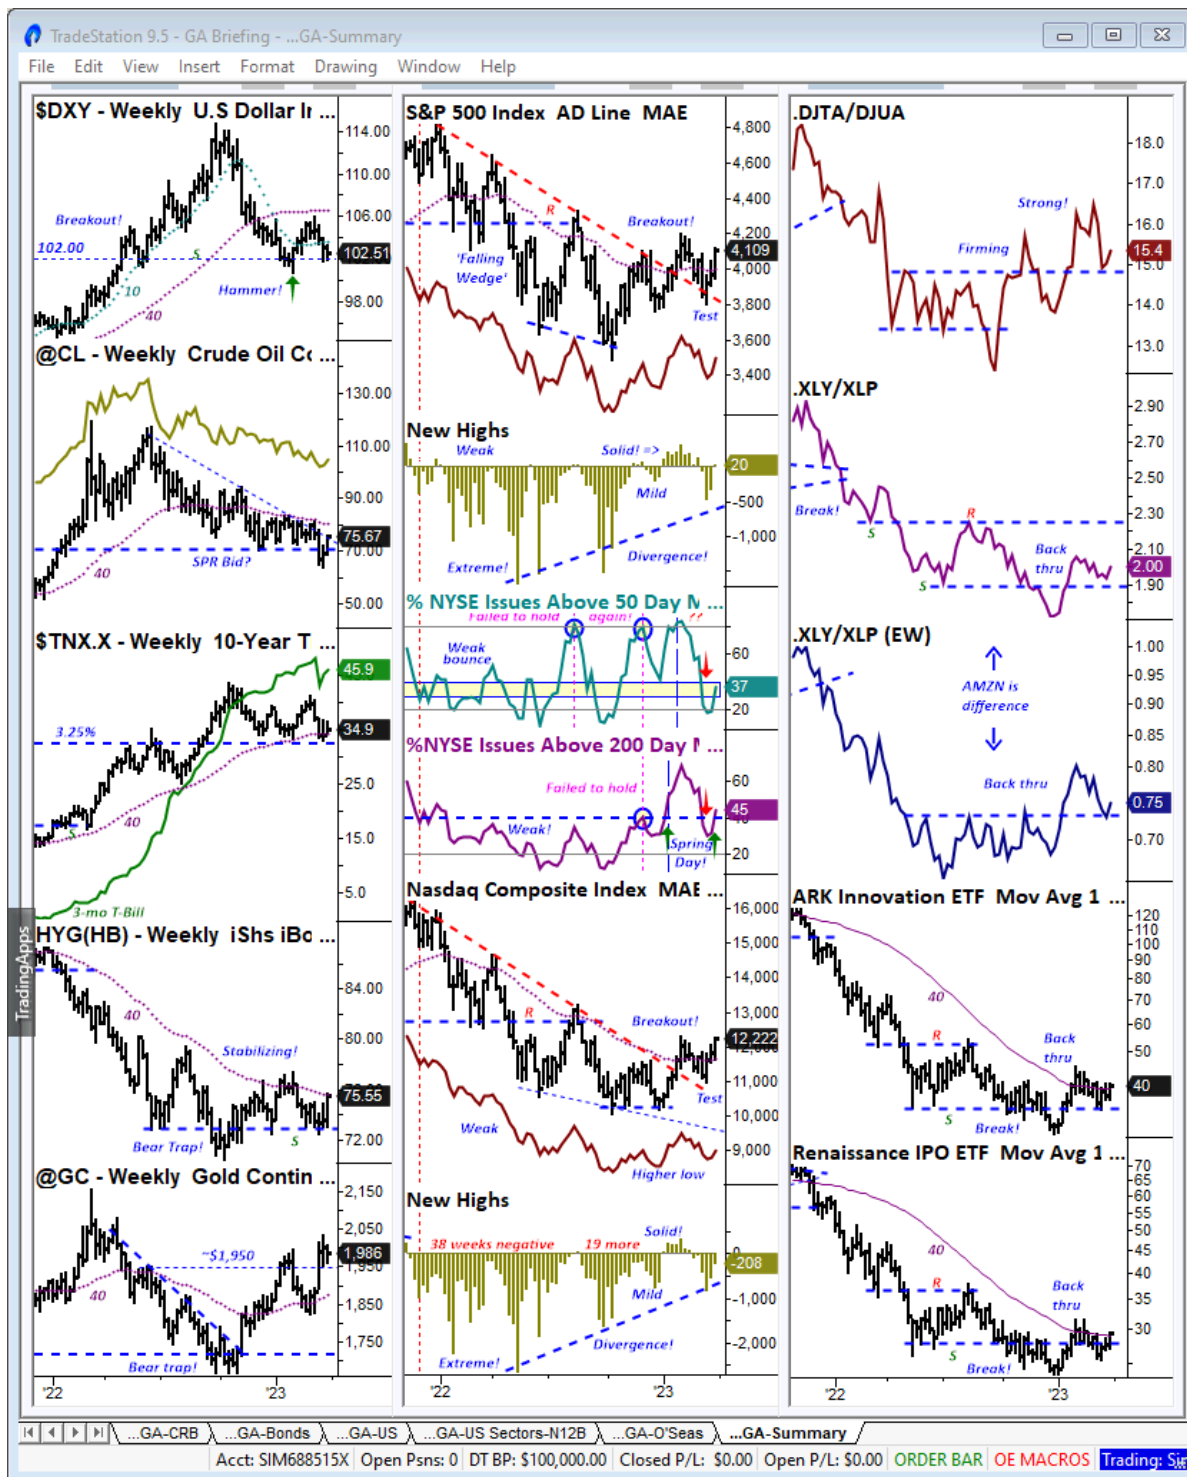 TradeStation 9.5 - GA Briefing - ...GA-Summary
File Edit View Insert Format Drawing Window Help
TradingApps
$DXY - Weekly U.S Dollar Ir ...
114.00
110.00
106.00
102.51
98.00
Breakout!
102.00
S
10
40
Hammer!
@CL - Weekly Crude Oil Cc ...
130.00
110.00
90.00
75.67
70.00
50.00
SPR Bid?
40
$TNX.X - Weekly 10-Year T ...
45.9
34.9
25.0
15.0
5.0
3.25%
S
40
3-mo T-Bill
HYG(HB) - Weekly iShs iBo ...
84.00
80.00
75.55
72.00
40
Stabilizing!
Bear Trap!
S
@GC - Weekly Gold Contin ...
2,150
2,050
1,986
1,950
1,850
1,750
~$1,950
40
Bear trap!
'22 '23
S&P 500 Index AD Line MAE
4,800
4,600
4,400
4,200
4,109
4,000
3,800
3,600
3,400
R
Breakout!
'Falling
Wedge'
Test
New Highs
Weak
Solid! =>
20
-500
Mild
-1,000
Extreme!
Divergence!
% NYSE Issues Above 50 Day M ...
Failed to hold again! ??
Weak
bounce
60
37
20
%NYSE Issues Above 200 Day M ...
60
Failed to hold
45
40
Weak!
Spring
Day!
20
Nasdaq Composite Index MAE ...
16,000
15,000
14,000
13,000
12,222
12,000
11,000
10,000
9,000
R
Breakout!
Test
Weak
Higher low
New Highs
Solid!
38 weeks negative 19 more
0
-208
Mild
-1,000
Divergence!
-2,000
Extreme!
'22 '23
.DJTA/DJUA
18.0
17.0
16.0
15.4
15.0
14.0
13.0
Strong!
Firming
.XLY/XLP
2.90
2.70
2.50
2.30
2.10
2.00
1.90
Break!
R
S
Back
thru
S
.XLY/XLP (EW)
1.00
0.95
0.90
0.85
0.80
0.75
0.70
AMZN is
difference
Back thru
ARK Innovation ETF Mov Avg 1 ...
120
110
100
90
80
70
60
50
40
40
R
Back
thru
S
Break!
Renaissance IPO ETF Mov Avg 1 ...
70
65
60
55
50
45
40
35
30
40
R
Back
thru
S
Break!
'22 '23
...GA-CRB ...GA-Bonds ...GA-US ...GA-US Sectors-N12B ...GA-O'Seas ...GA-Summary
Acct: SIM688515X Open Psns: 0 DT BP: $100,000.00 Closed P/L: $0.00 Open P/L: $0.00 ORDER BAR OE MACROS Trading: Sim